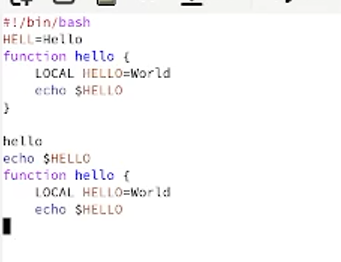 #!/bin/bash
HELL=Hello
function hello {
LOCAL HELLO=World
echo $HELLO
}
hello
echo $HELLO
function hello {
LOCAL HELLO=World
echo $HELLO